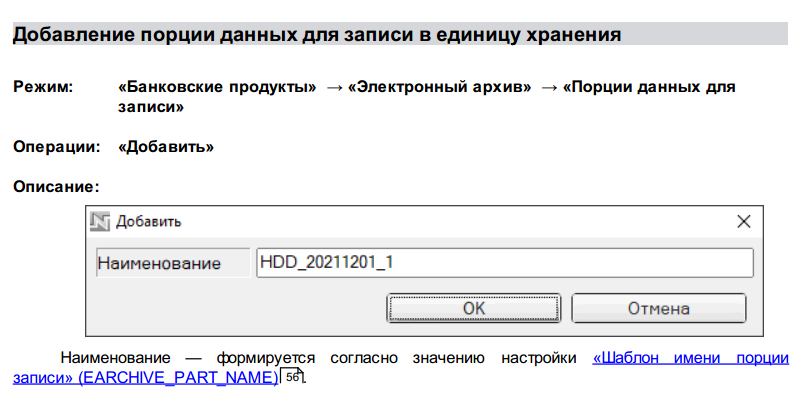 Добавление порции данных для записи в единицу хранения
Режим: «Банковские продукты» → «Электронный архив» → «Порции данных для
записи»
Операции: «Добавить»
Описание:
Добавить
Наименование HDD_20211201_1
OK Отмена
Наименование — формируется согласно значению настройки «Шаблон имени порции
записи» (EARCHIVE_PART_NAME) 56.